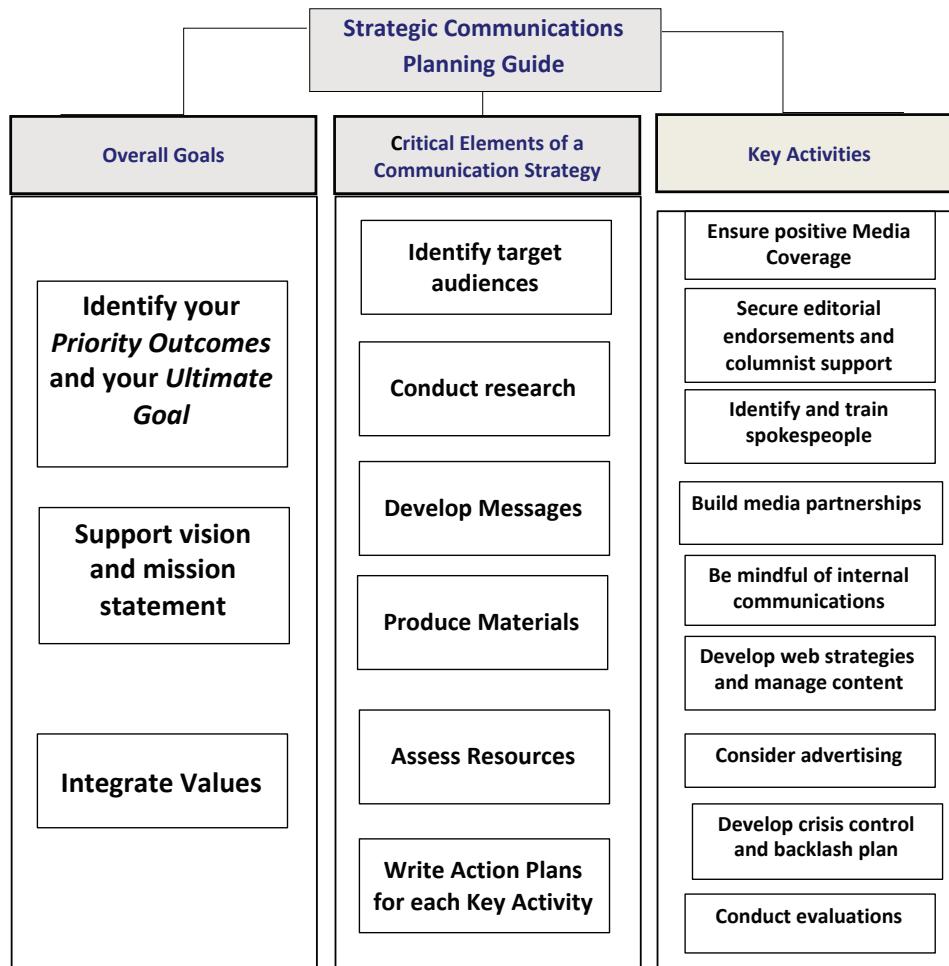 Strategic Communications
Planning Guide
Overall Goals
Identify your
Priority Outcomes
and your Ultimate
Goal
Support vision
and mission
statement
Integrate Values
Critical Elements of a
Communication Strategy
Identify target
audiences
Conduct research
Develop Messages
Produce Materials
Assess Resources
Write Action Plans
for each Key Activity
Key Activities
Ensure positive Media
Coverage
Secure editorial
endorsements and
columnist support
Identify and train
spokespeople
Build media partnerships
Be mindful of internal
communications
Develop web strategies
and manage content
Consider advertising
Develop crisis control
and backlash plan
Conduct evaluations